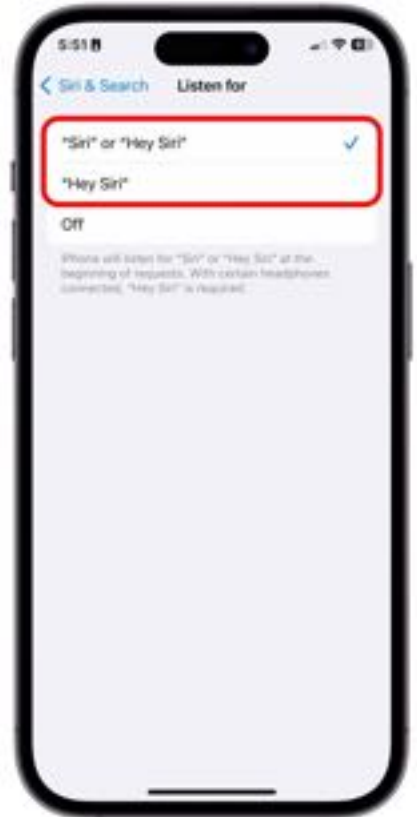 5:51
Siri & Search
Listen for
"Siri" or "Hey Siri"
"Hey Siri"
Off
iPhone will listen for "Siri" or "Hey Siri" at the
beginning of requests. With certain headphones
connected, "Hey Siri" is required.